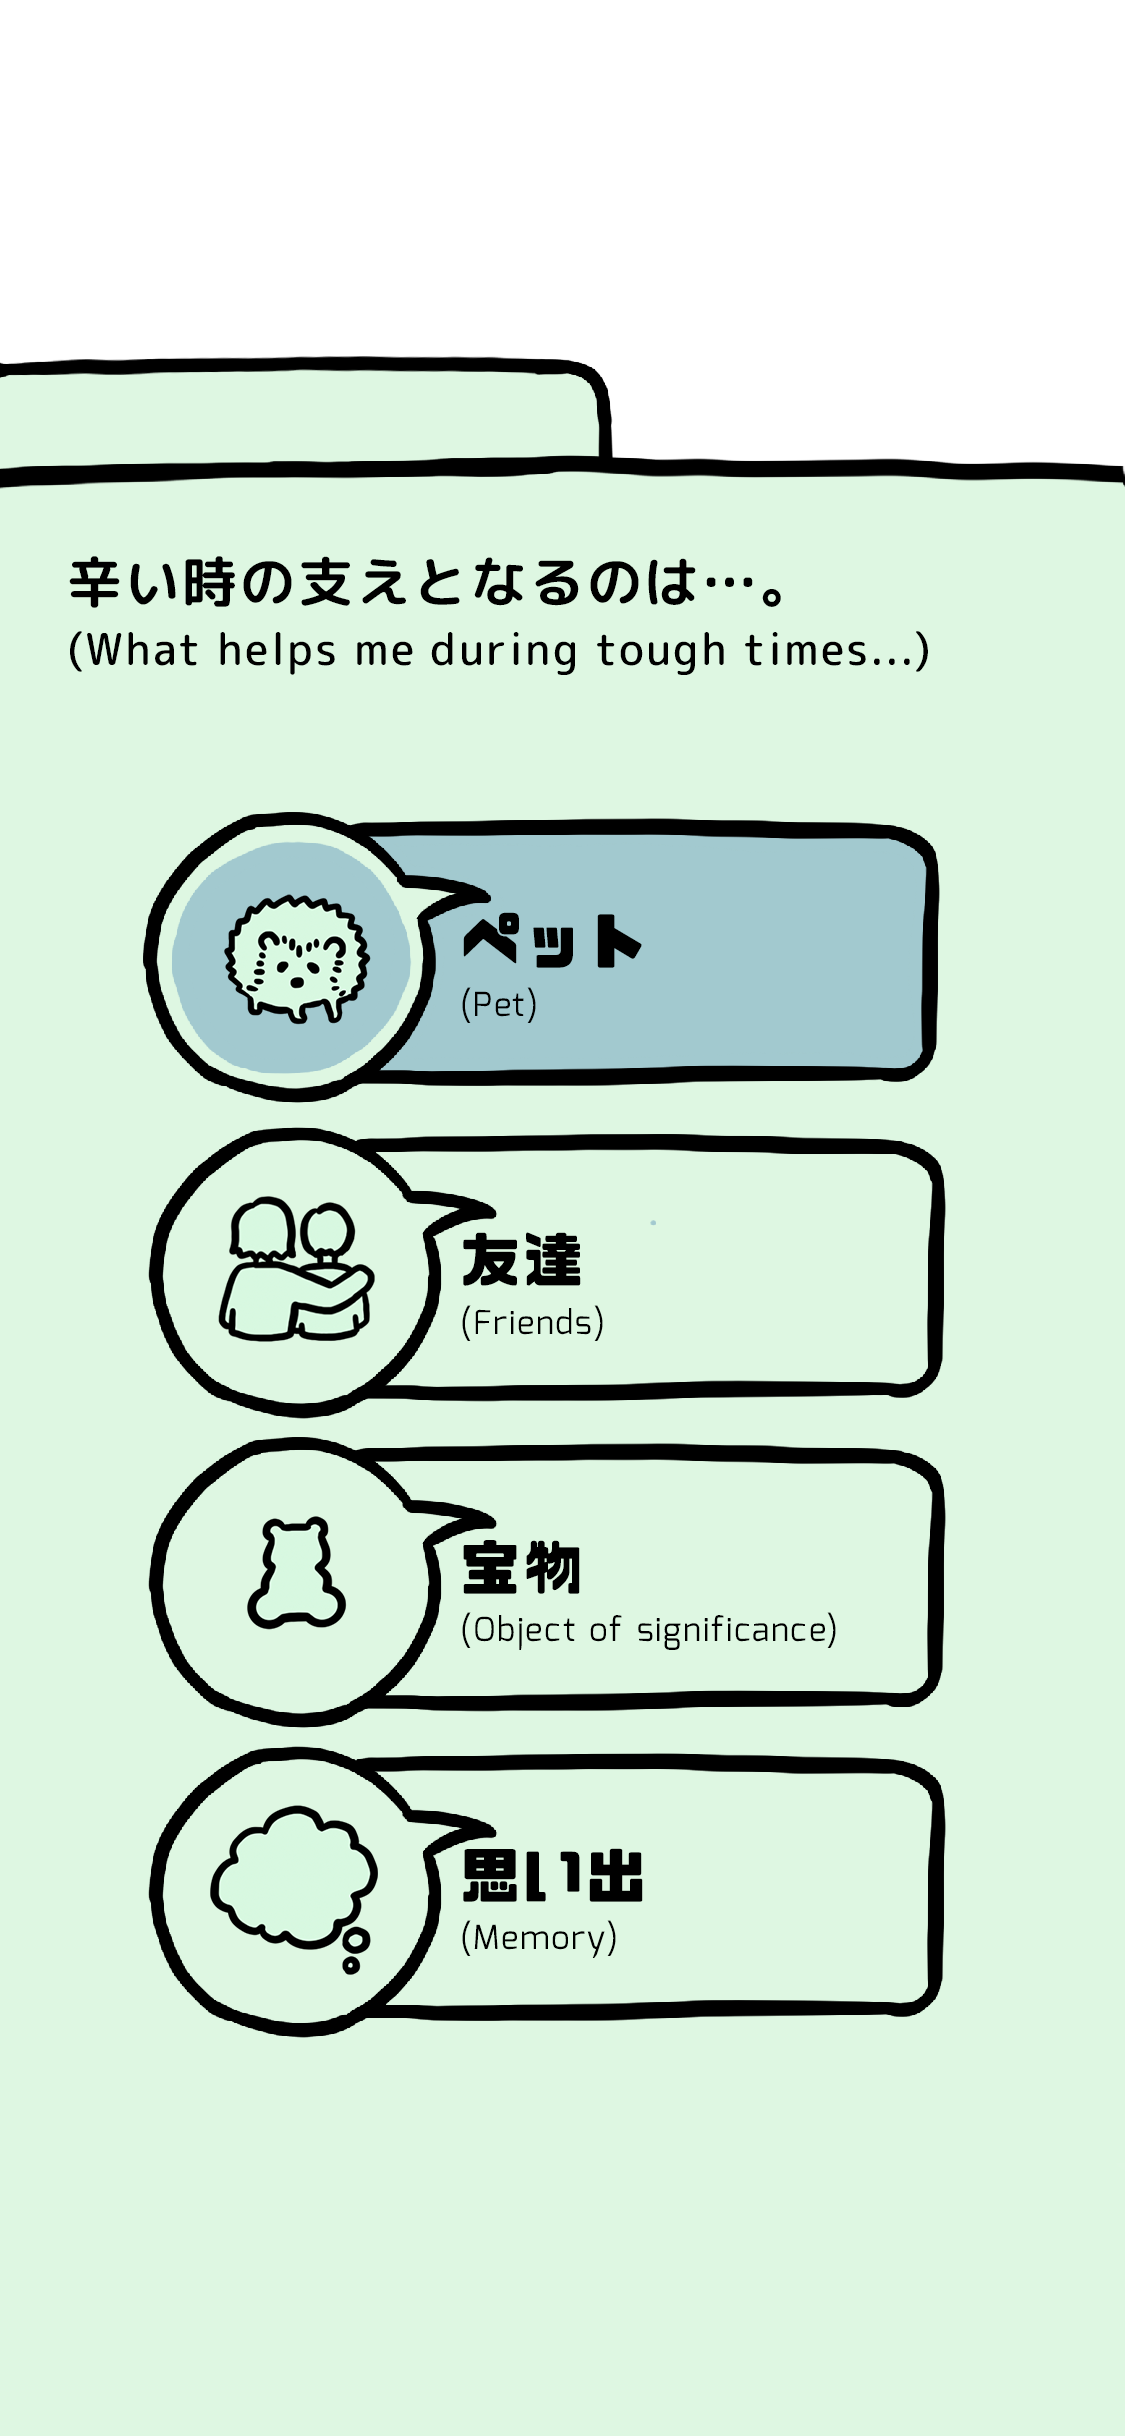 辛い時の支えとなるのは…。
(What helps me during tough times...)
ペット
(Pet)
友達
(Friends)
宝物
(Object of significance)
思い出
(Memory)